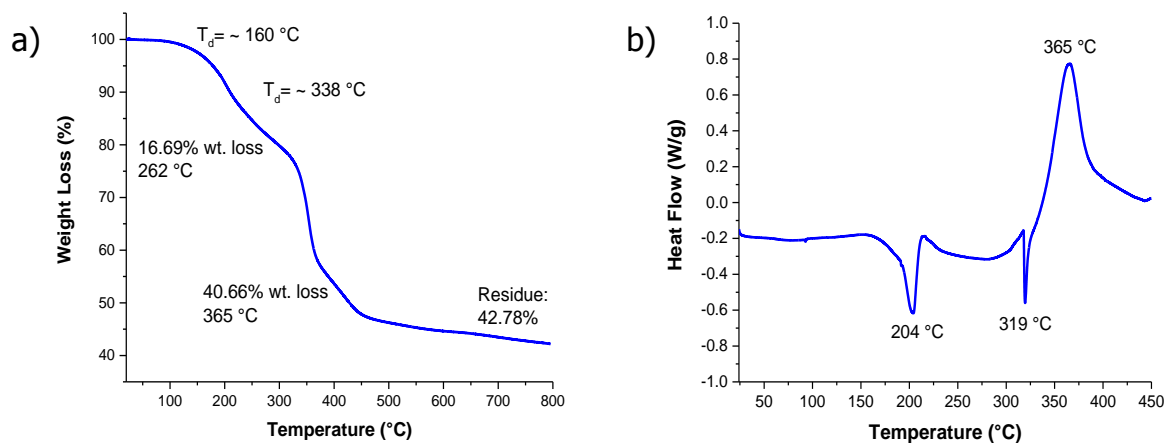 a)
T_d= ~ 160 °C
T_d= ~ 338 °C
16.69% wt. loss
262 °C
40.66% wt. loss
365 °C
Residue:
42.78%
Weight Loss (%)
100
90
80
70
60
50
40
0 100 200 300 400 500 600 700 800
Temperature (°C)
b)
365 °C
204 °C
319 °C
Heat Flow (W/g)
1.0
0.8
0.6
0.4
0.2
0.0
-0.2
-0.4
-0.6
-0.8
-1.0
50 100 150 200 250 300 350 400 450
Temperature (°C)